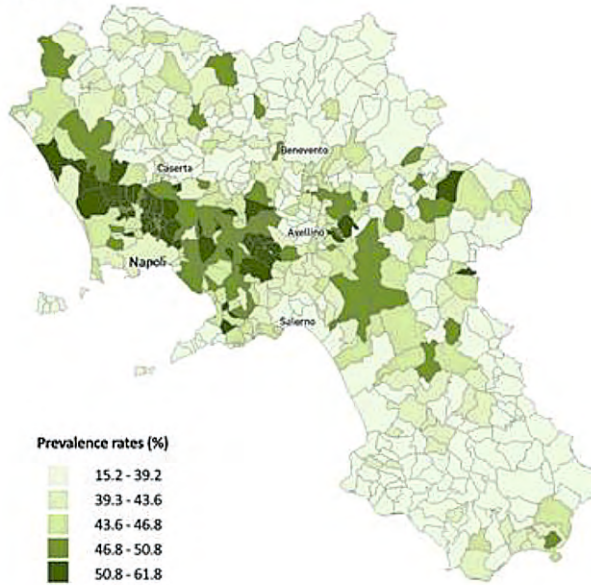 Benevento
Caserta
Avellino
Napoli
Salerno
Prevalence rates (%)
15.2 - 39.2
39.3 - 43.6
43.6 - 46.8
46.8 - 50.8
50.8 - 61.8